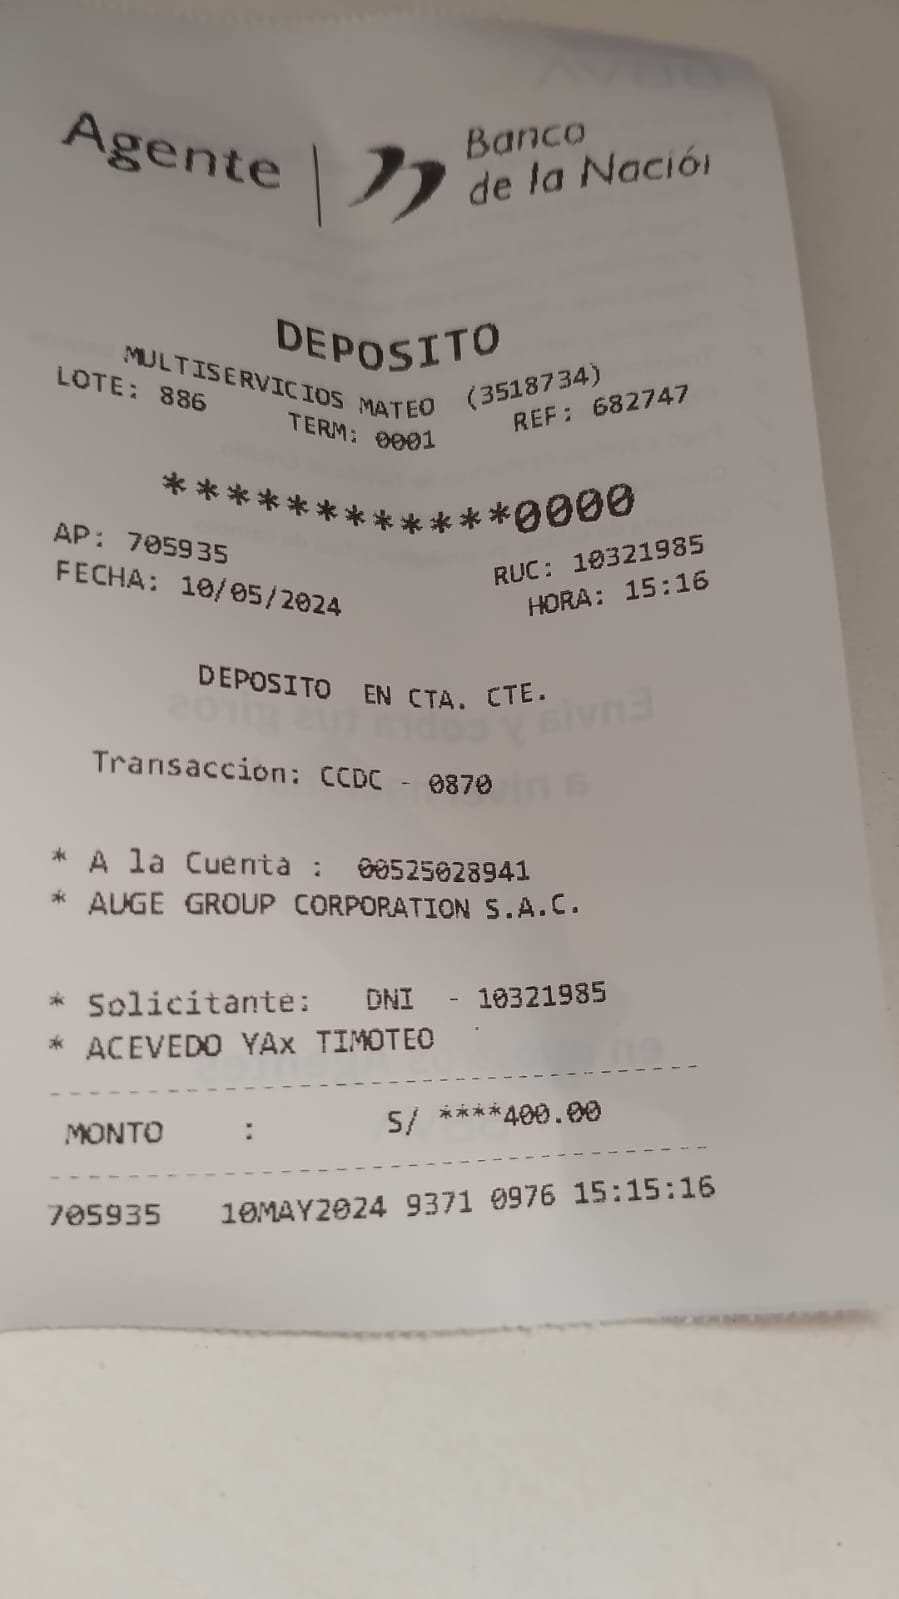 Agente | Banco
de la Nación
DEPOSITO
MULTISERVICIOS MATEO (3518734)
LOTE: 886 TERM: 0001 REF: 682747
************0000
AP: 705935 RUC: 10321985
FECHA: 10/05/2024 HORA: 15:16
DEPOSITO EN CTA. CTE.
Transaccion: CCDC - 0870
* A la Cuenta : 00525028941
* AUGE GROUP CORPORATION S.A.C.
* Solicitante: DNI - 10321985
* ACEVEDO YAx TIMOTEO
MONTO : S/ ****400.00
705935 10MAY2024 9371 0976 15:15:16